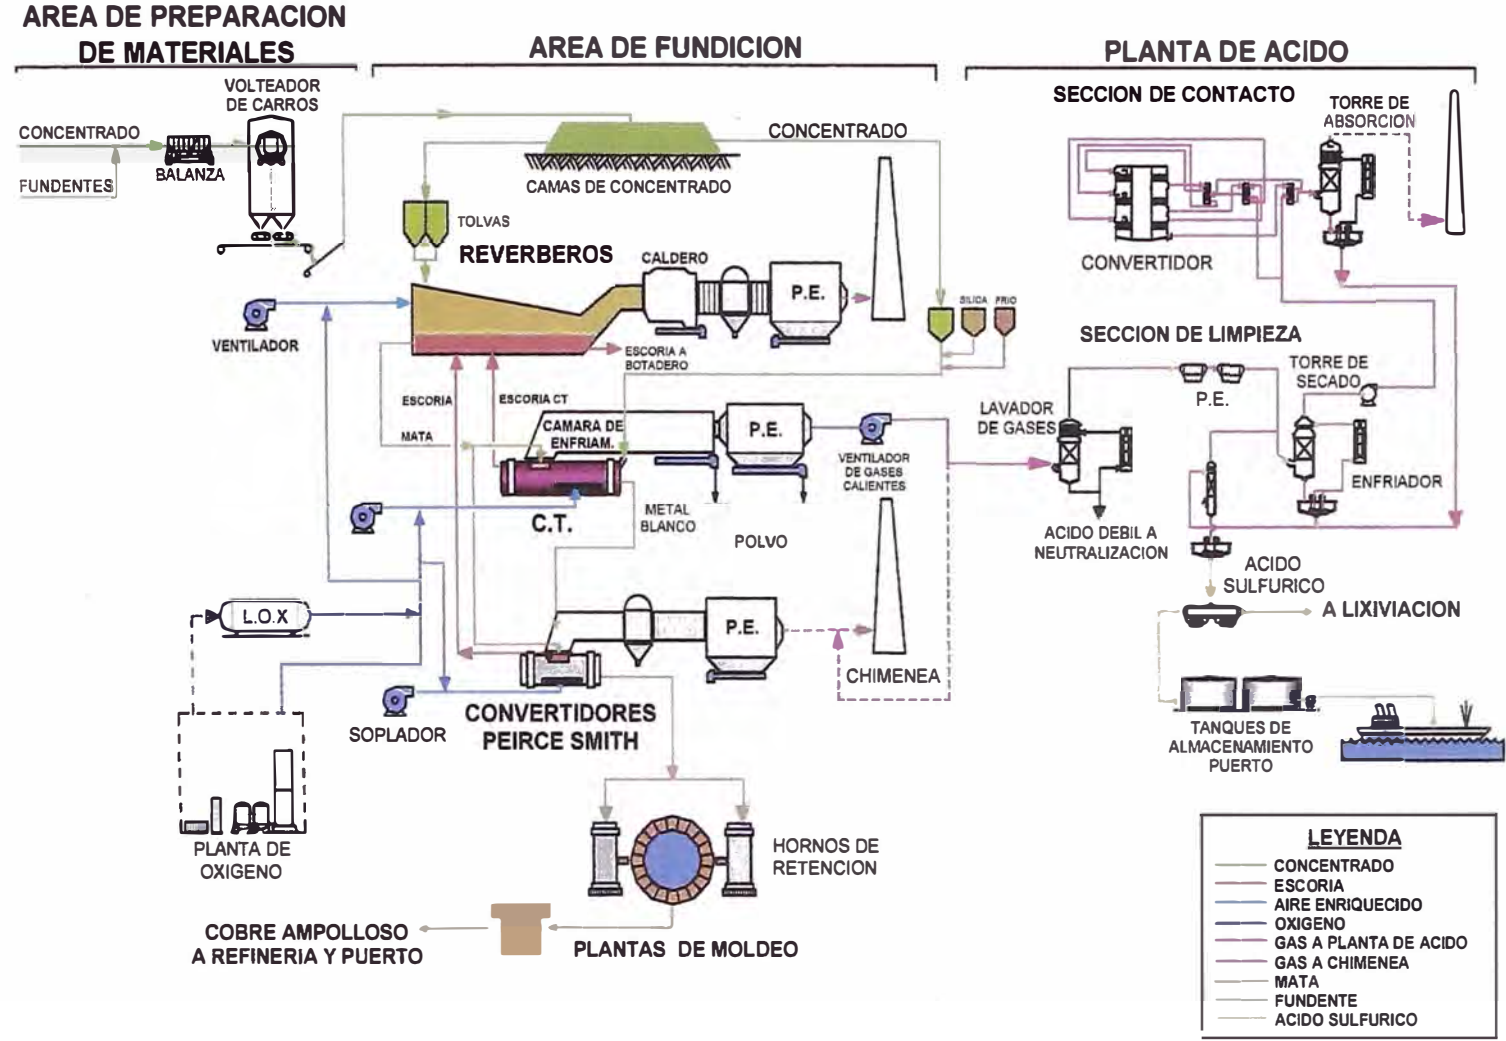 AREA DE PREPARACION
DE MATERIALES
AREA DE FUNDICION
PLANTA DE ACIDO
VOLTEADOR
DE CARROS
CONCENTRADO
BALANZA
FUNDENTES
CONCENTRADO
CAMAS DE CONCENTRADO
TOLVAS
REVERBEROS
CALDERO
P.E.
VENTILADOR
ESCORIA A
BOTADERO
SILICA
FRIO
ESCORIA
ESCORIA CT
MATA
CAMARA DE
ENFRIAM.
P.E.
VENTILADOR
DE GASES
CALIENTES
C.T.
METAL
BLANCO
POLVO
L.O.X
P.E.
CHIMENEA
SOPLADOR
CONVERTIDORES
PEIRCE SMITH
PLANTA DE
OXIGENO
HORNOS DE
RETENCION
COBRE AMPOLLOSO
A REFINERIA Y PUERTO
PLANTAS DE MOLDEO
SECCION DE CONTACTO
TORRE DE
ABSORCION
CONVERTIDOR
SECCION DE LIMPIEZA
TORRE DE
SECADO
P.E.
LAVADOR
DE GASES
ENFRIADOR
ACIDO DEBIL A
NEUTRALIZACION
ACIDO
SULFURICO
A LIXIVIACION
TANQUES DE
ALMACENAMIENTO
PUERTO
LEYENDA
CONCENTRADO
ESCORIA
AIRE ENRIQUECIDO
OXIGENO
GAS A PLANTA DE ACIDO
GAS A CHIMENEA
MATA
FUNDENTE
ACIDO SULFURICO